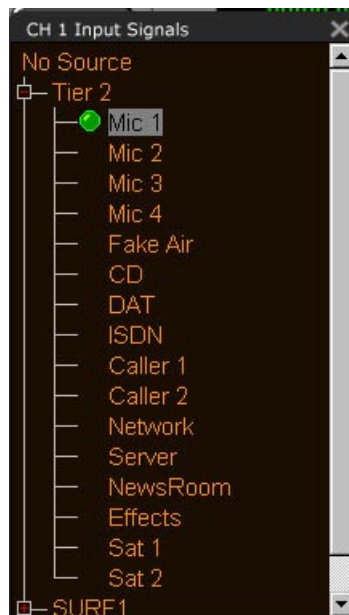 CH 1 Input Signals
No Source
Tier 2
Mic 1
Mic 2
Mic 3
Mic 4
Fake Air
CD
DAT
ISDN
Caller 1
Caller 2
Network
Server
NewsRoom
Effects
Sat 1
Sat 2
SURF1